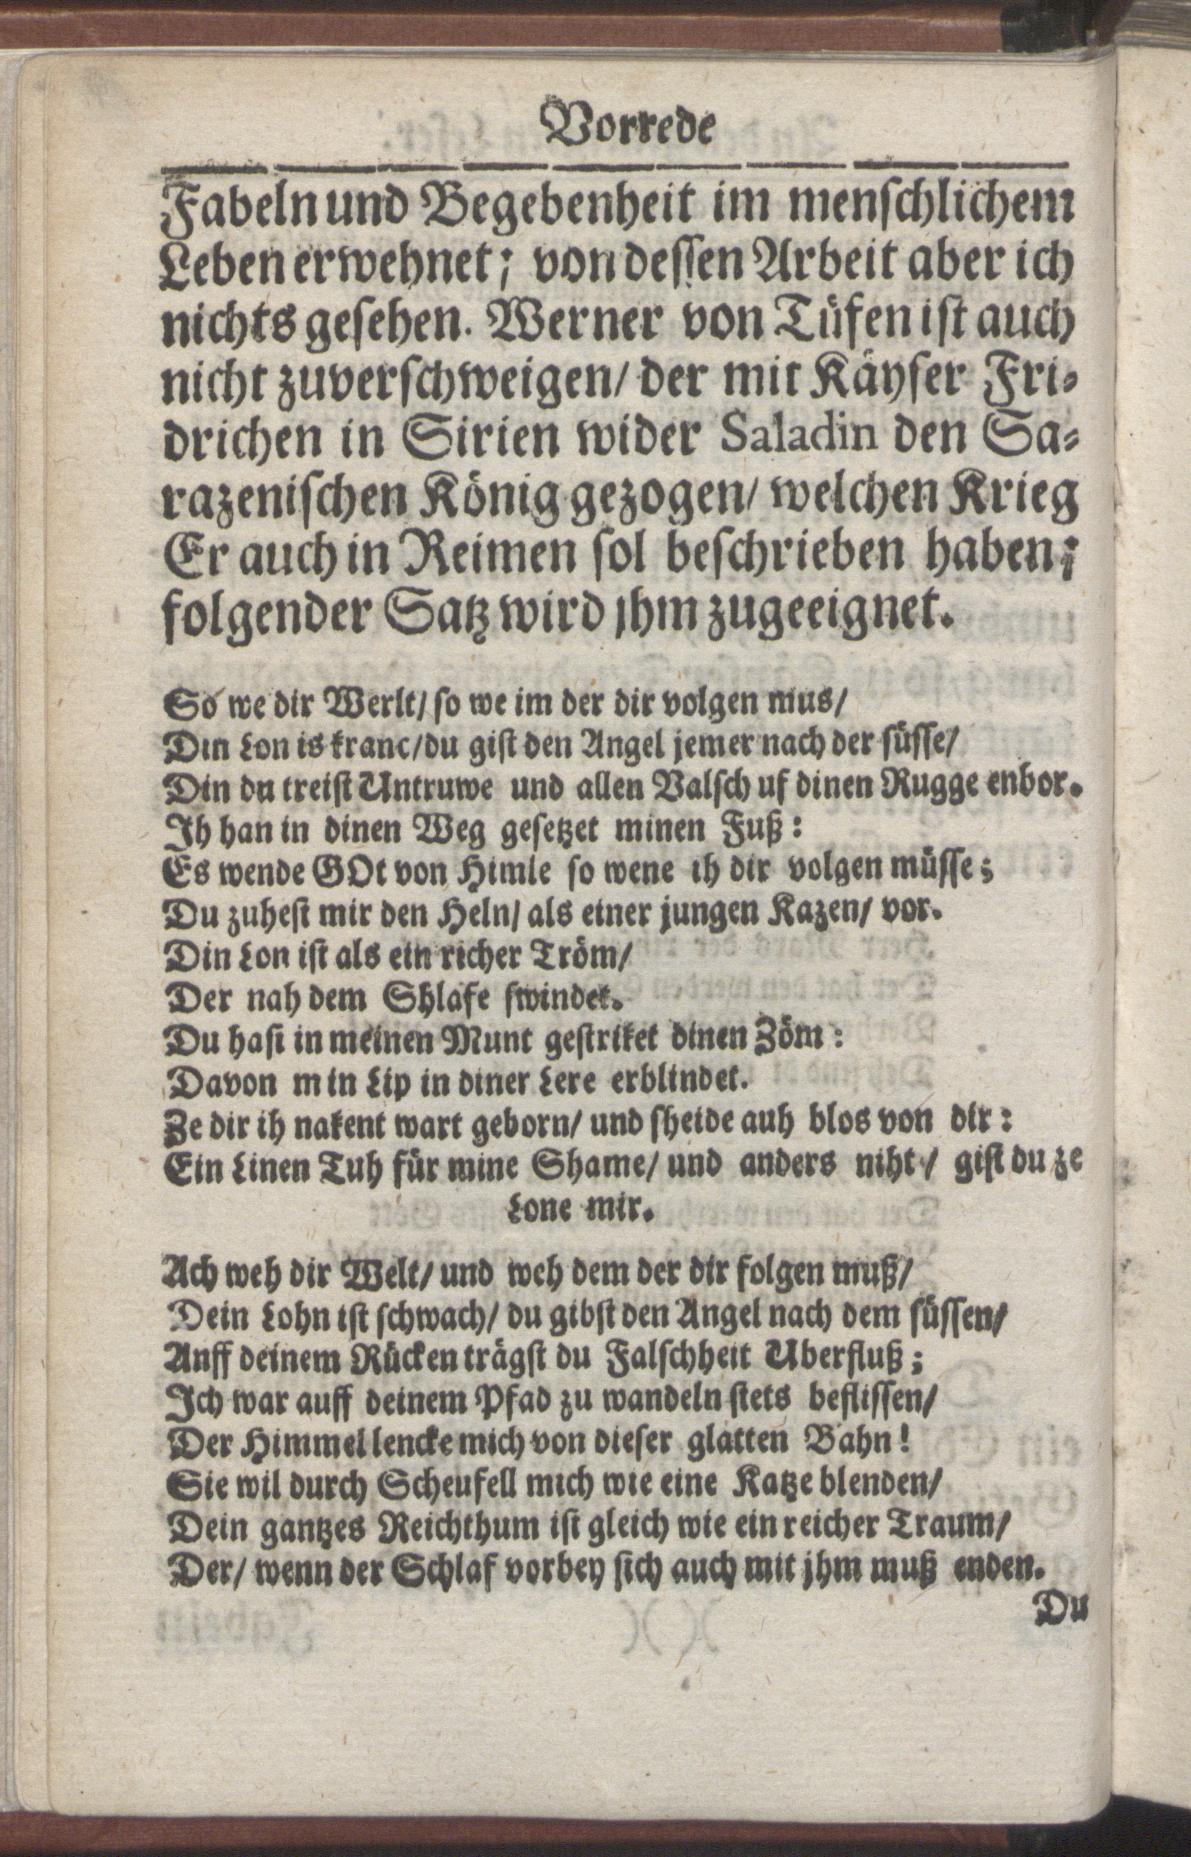 Vorrede
Fabeln und Begebenheit im menschlichem
Leben erwehnet; von dessen Arbeit aber ich
nichts gesehen. Werner von Tüfen ist auch
nicht zuverschweigen/ der mit Käyser Fri-
drichen in Sirien wider Saladin den Sa-
razenischen König gezogen/ welchen Krieg
Er auch in Reimen sol beschrieben haben;
folgender Satz wird jhm zugeeignet.
So we dir Werlt/ so we im der dir volgen mus/
Din Lon is kranc/ du gist den Angel jemer nach der süsse/
Din du treist Untruwe und allen Valsch uf dinen Rugge enbor.
Ih han in dinen Weg gesetzet minen Fuß:
Es wende GOt von Himle so wene ih dir volgen müsse;
Du zuhest mir den Heln/ als einer jungen Kazen/ vor.
Din Lon ist als ein richer Tröm/
Der nah dem Shlafe swindet.
Du hast in meinen Munt gestriket dinen Zöm:
Davon min Lip in diner Lere erblindet.
Ze dir ih nakent wart geborn/ und sheide auh blos von dir:
Ein Linen Tuh für mine Shame/ und anders niht/ gist du ze
Lone mir.
Ach weh dir Welt/ und weh dem der dir folgen muß/
Dein Lohn ist schwach/ du gibst den Angel nach dem süssen/
Anff deinem Rücken trägst du Falschheit Uberfluß;
Ich war auff deinem Pfad zu wandeln stets beflissen/
Der Himmel lencke mich von dieser glatten Bahn!
Sie wil durch Scheufell mich wie eine Katze blenden/
Dein gantzes Reichthum ist gleich wie ein reicher Traum/
Der/ wenn der Schlaf vorbey sich auch mit jhm muß enden.
Du